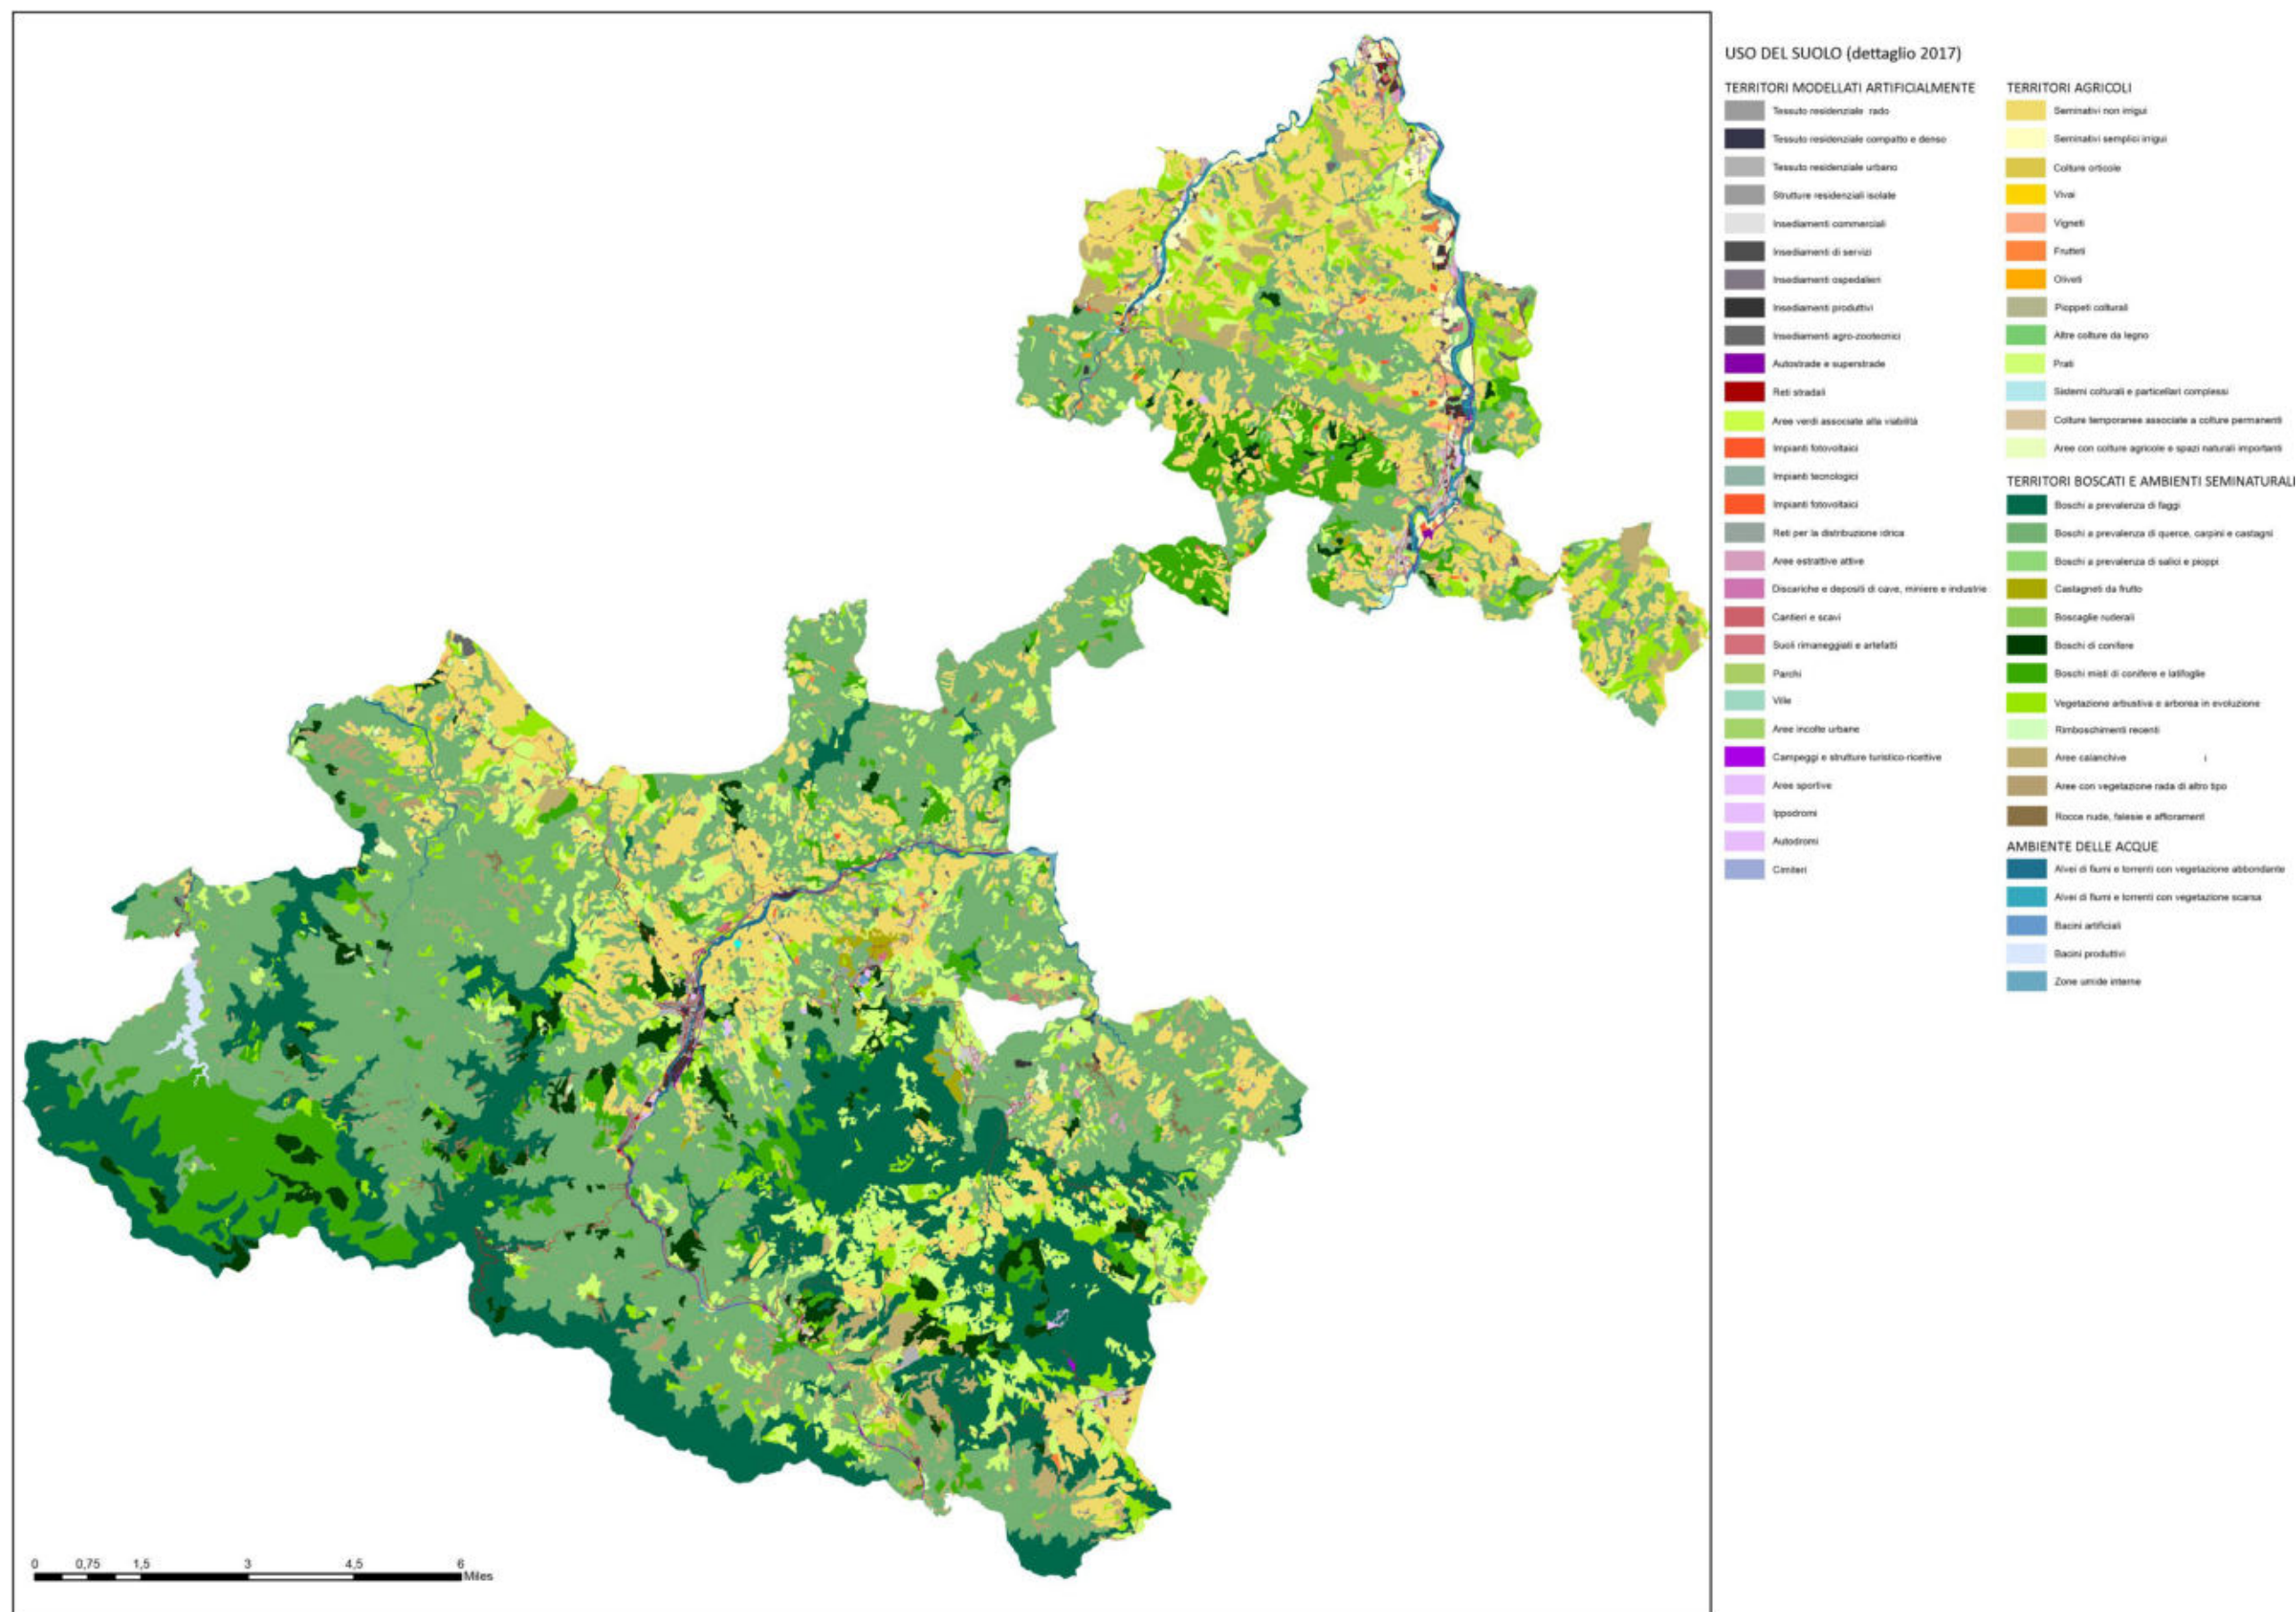 USO DEL SUOLO (dettaglio 2017)
TERRITORI MODELLATI ARTIFICIALMENTE
Tessuto residenziale rado
Tessuto residenziale compatto e denso
Tessuto residenziale urbano
Strutture residenziali isolate
Insediamenti commerciali
Insediamenti di servizi
Insediamenti ospedalieri
Insediamenti produttivi
Insediamenti agro-zootecnici
Autostrade e superstrade
Reti stradali
Aree verdi associate alla viabilità
Impianti fotovoltaici
Impianti tecnologici
Impianti fotovoltaici
Reti per la distribuzione idrica
Aree estrattive attive
Discariche e depositi di cave, miniere e industrie
Cantieri e scavi
Suoli rimaneggiati e artefatti
Parchi
Ville
Aree incolte urbane
Campeggi e strutture turistico-ricettive
Aree sportive
Ippodromi
Autodromi
Cimiteri
TERRITORI AGRICOLI
Seminativi non irrigui
Seminativi semplici irrigui
Colture orticole
Vivai
Vigneti
Frutteti
Oliveti
Pioppeti colturali
Altre colture da legno
Prati
Sistemi colturali e particellari complessi
Colture temporanee associate a colture permanenti
Aree con colture agricole e spazi naturali importanti
TERRITORI BOSCATI E AMBIENTI SEMINATURALI
Boschi a prevalenza di faggi
Boschi a prevalenza di querce, carpini e castagni
Boschi a prevalenza di salici e pioppi
Castagneti da frutto
Boscaglie ruderali
Boschi di conifere
Boschi misti di conifere e latifoglie
Vegetazione arbustiva e arborea in evoluzione
Rimboschimenti recenti
Aree calanchive i
Aree con vegetazione rada di altro tipo
Rocce nude, falesie e affioramenti
AMBIENTE DELLE ACQUE
Alvei di fiumi e torrenti con vegetazione abbondante
Alvei di fiumi e torrenti con vegetazione scarsa
Bacini artificiali
Bacini produttivi
Zone umide interne
0 0,75 1,5 3 4,5 6
Miles